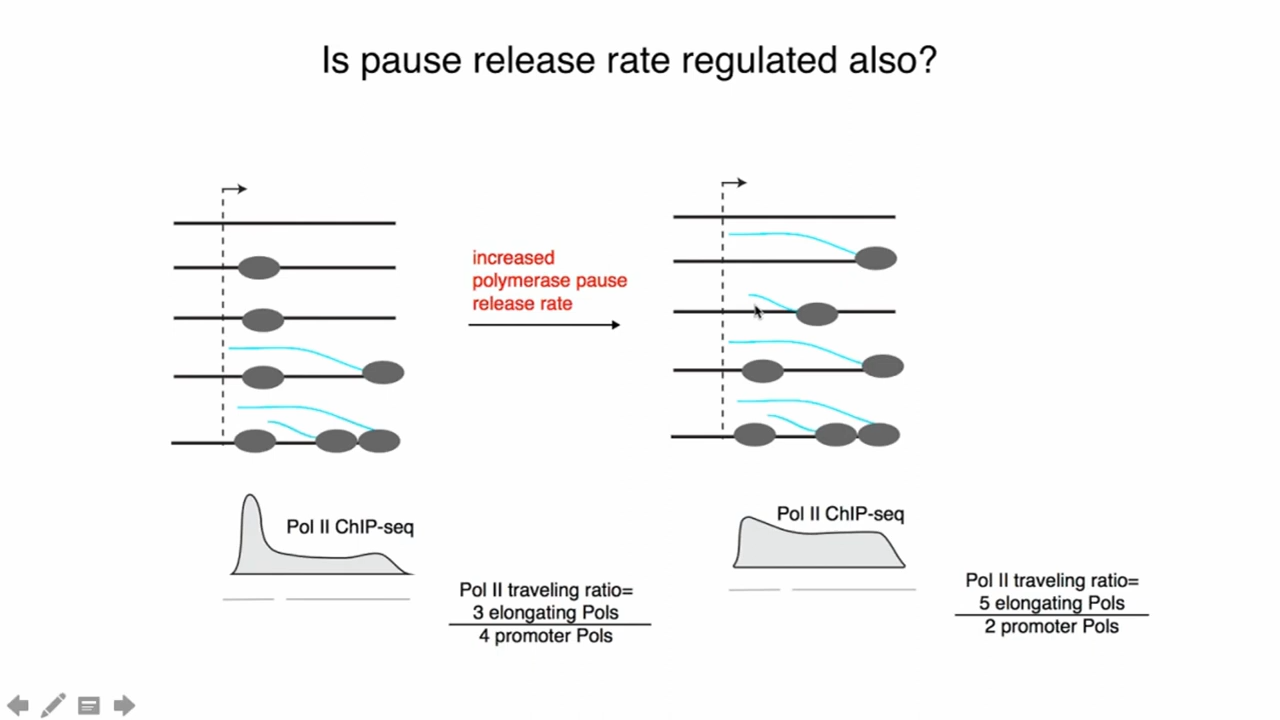 Is pause release rate regulated also?
increased
polymerase pause
release rate
Pol II ChIP-seq
Pol II traveling ratio=
3 elongating Pols
4 promoter Pols
Pol II ChIP-seq
Pol II traveling ratio=
5 elongating Pols
2 promoter Pols